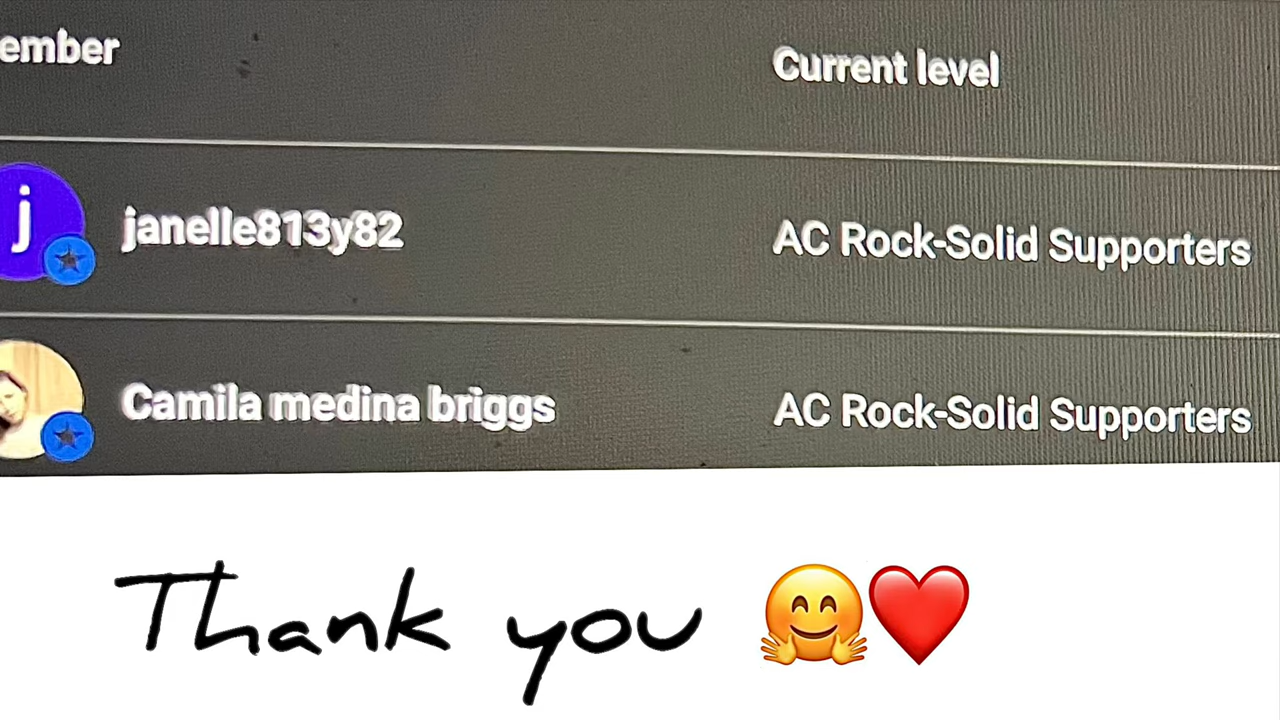 ember
Current level
j
janelle813y82
AC Rock-Solid Supporters
Camila medina briggs
AC Rock-Solid Supporters
Thank you 🤗❤️